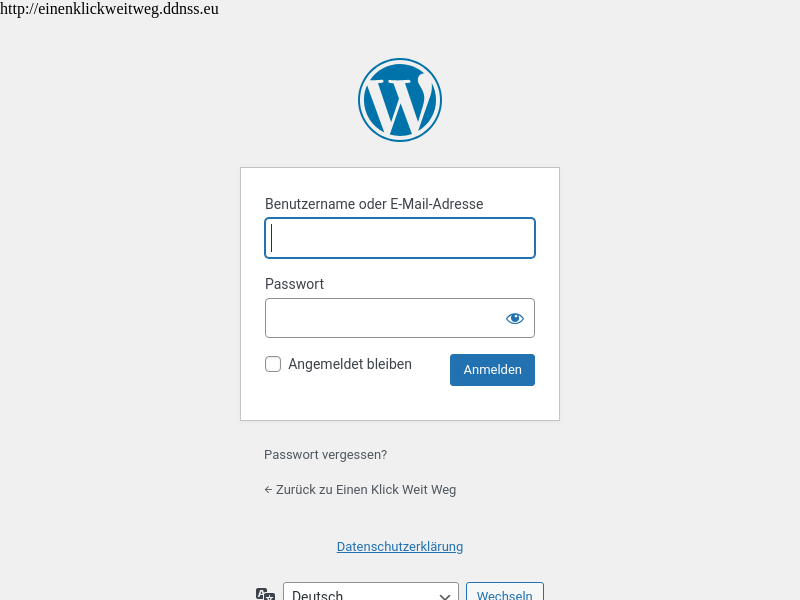 http://einenklickweitweg.ddnss.eu
Benutzername oder E-Mail-Adresse
Passwort
Angemeldet bleiben
Anmelden
Passwort vergessen?
← Zurück zu Einen Klick Weit Weg
Datenschutzerklärung
Deutsch
Wechseln